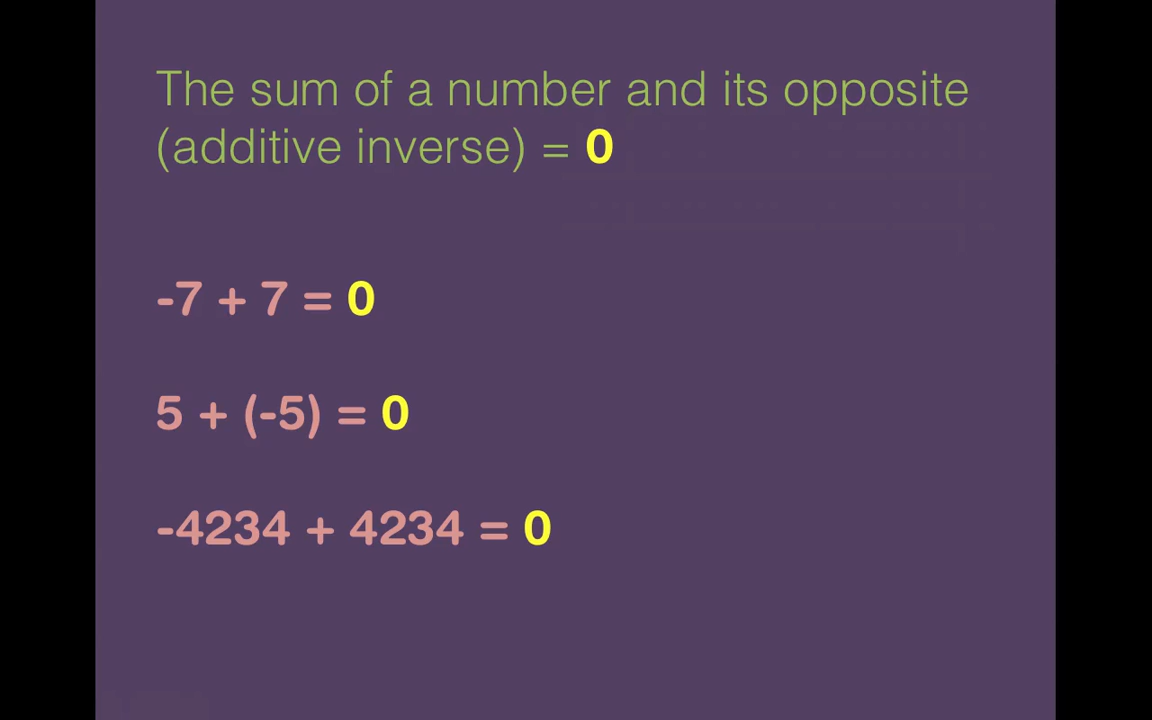 The sum of a number and its opposite
(additive inverse) = 0
-7 + 7 = 0
5 + (-5) = 0
-4234 + 4234 = 0